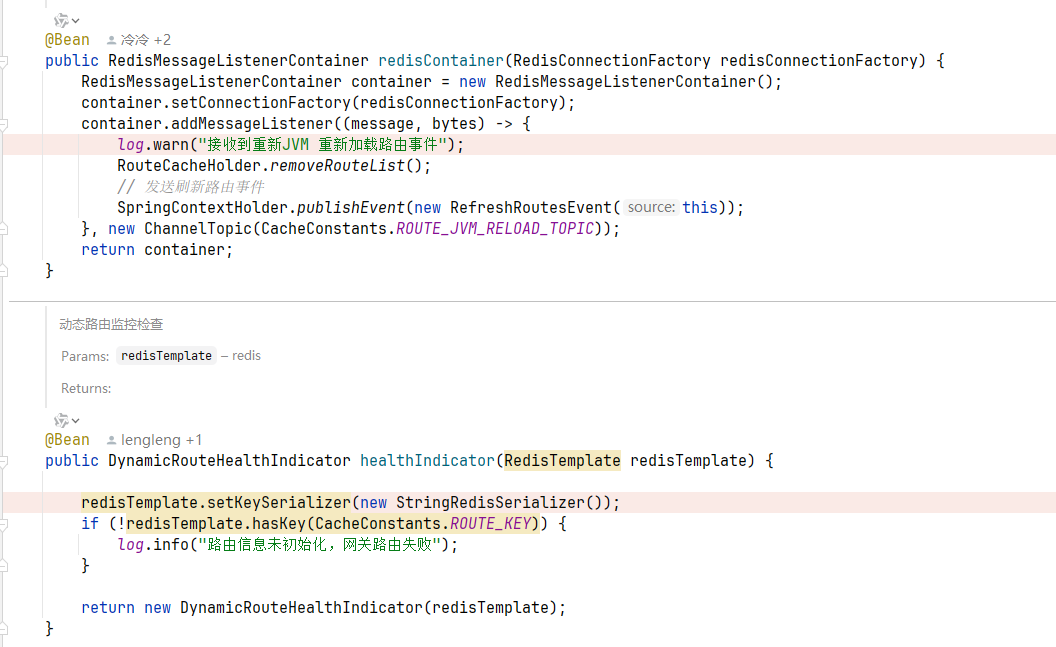 @Bean 冷冷 +2
public RedisMessageListenerContainer redisContainer(RedisConnectionFactory redisConnectionFactory) {
RedisMessageListenerContainer container = new RedisMessageListenerContainer();
container.setConnectionFactory(redisConnectionFactory);
container.addMessageListener((message, bytes) -> {
log.warn("接收到重新JVM 重新加载路由事件");
RouteCacheHolder.removeRouteList();
// 发送刷新路由事件
SpringContextHolder.publishEvent(new RefreshRoutesEvent( source: this));
}, new ChannelTopic(CacheConstants.ROUTE_JVM_RELOAD_TOPIC));
return container;
}
动态路由监控检查
Params: redisTemplate – redis
Returns:
@Bean lengleng +1
public DynamicRouteHealthIndicator healthIndicator(RedisTemplate redisTemplate) {
redisTemplate.setKeySerializer(new StringRedisSerializer());
if (!redisTemplate.hasKey(CacheConstants.ROUTE_KEY)) {
log.info("路由信息未初始化，网关路由失败");
}
return new DynamicRouteHealthIndicator(redisTemplate);
}